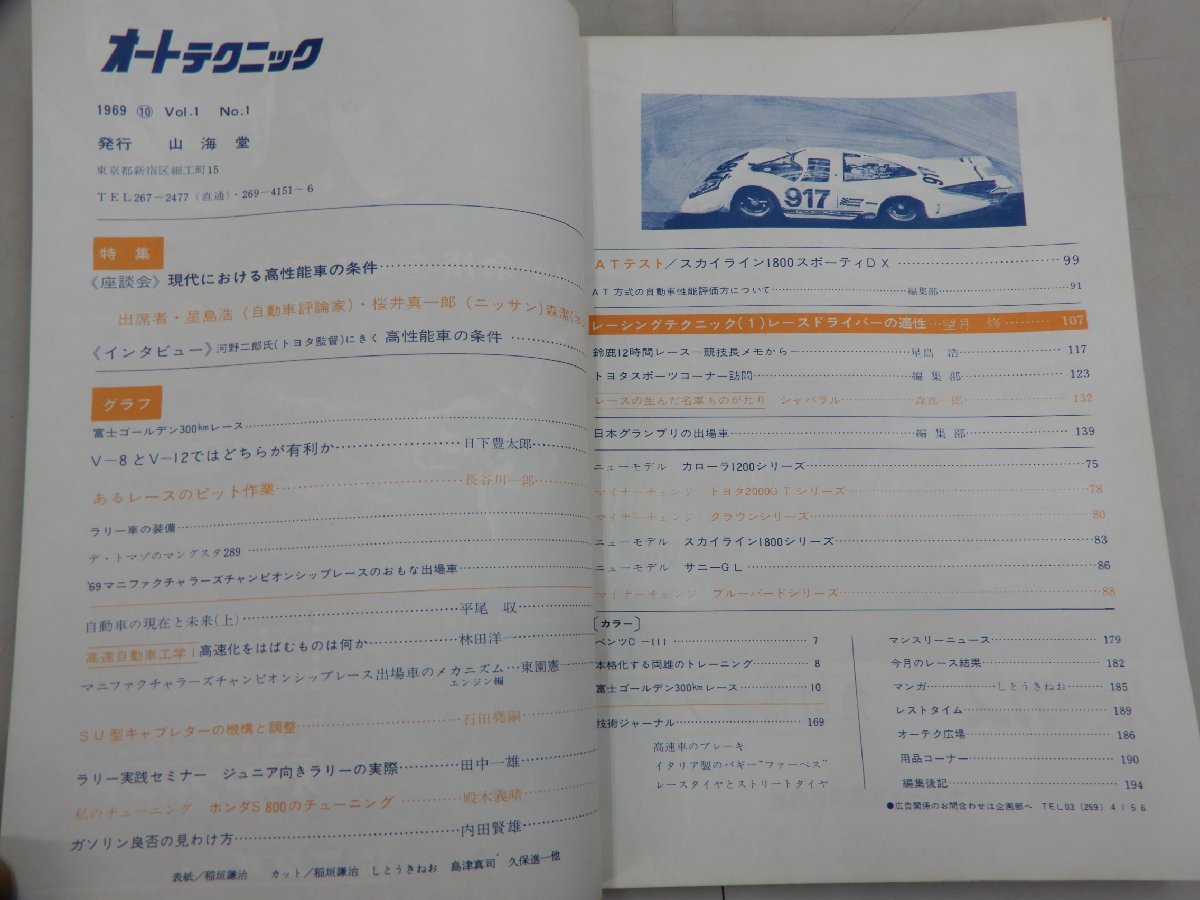 オートテクニック
1969 ⑩ Vol.1 No.1
発行 山海堂
東京都新宿区細工町15
TEL 267-2477（直通）・269-4151~6
特集
《座談会》現代における高性能車の条件
出席者・星島浩（自動車評論家）・桜井真一郎（ニッサン）森潔
《インタビュー》河野二郎氏（トヨタ監督）にきく 高性能車の条件
グラフ
富士ゴールデン300kmレース
V-8とV-12ではどちらが有利か 日下豊太郎
あるレースのピット作業 長谷川一郎
ラリー車の装備
デ・トマゾのマングスタ289
'69マニファクチャラーズチャンピオンシップレースのおもな出場車
自動車の現在と未来（上） 平尾 収
高速自動車工学1 高速化をはばむものは何か 林田洋一
マニファクチャラーズチャンピオンシップレース出場車のメカニズム 東園憲一
エンジン編
SU型キャブレターの機構と調整 石田堯嗣
ラリー実践セミナー ジュニア向きラリーの実際 田中一雄
私のチューニング ホンダS800のチューニング 殿木義晴
ガソリン良否の見わけ方 内田賢雄
表紙／稲垣謙治 カット／稲垣謙治 しとうきねお 島津真司 久保進一他
917
ATテスト／スカイライン1800スポーティDX 99
AT方式の自動車性能評価方について 編集部 91
レーシングテクニック（1）レースドライバーの適性 望月 修 107
鈴鹿12時間レース―競技長メモから― 星島 浩 117
トヨタスポーツコーナー訪問 編集部 123
レースの生んだ名車ものがたり シャパラル 森良一郎 132
日本グランプリの出場車 編集部 139
ニューモデル カローラ1200シリーズ 75
マイナーチェンジ トヨタ2000GTシリーズ 78
マイナーチェンジ クラウンシリーズ 80
ニューモデル スカイライン1800シリーズ 83
ニューモデル サニーGL 86
マイナーチェンジ ブルーバードシリーズ 88
〔カラー〕
ベンツC-III 7
本格化する両雄のトレーニング 8
富士ゴールデン300kmレース 10
技術ジャーナル 169
高速車のブレーキ
イタリア製のバギー"ファーベス"
レースタイヤとストリートタイヤ
マンスリーニュース 179
今月のレース結果 182
マンガ しとうきねお 185
レストタイム 189
オーテク広場 186
用品コーナー 190
編集後記 194
●広告関係のお問合わせは企画部へ TEL03（269）4156